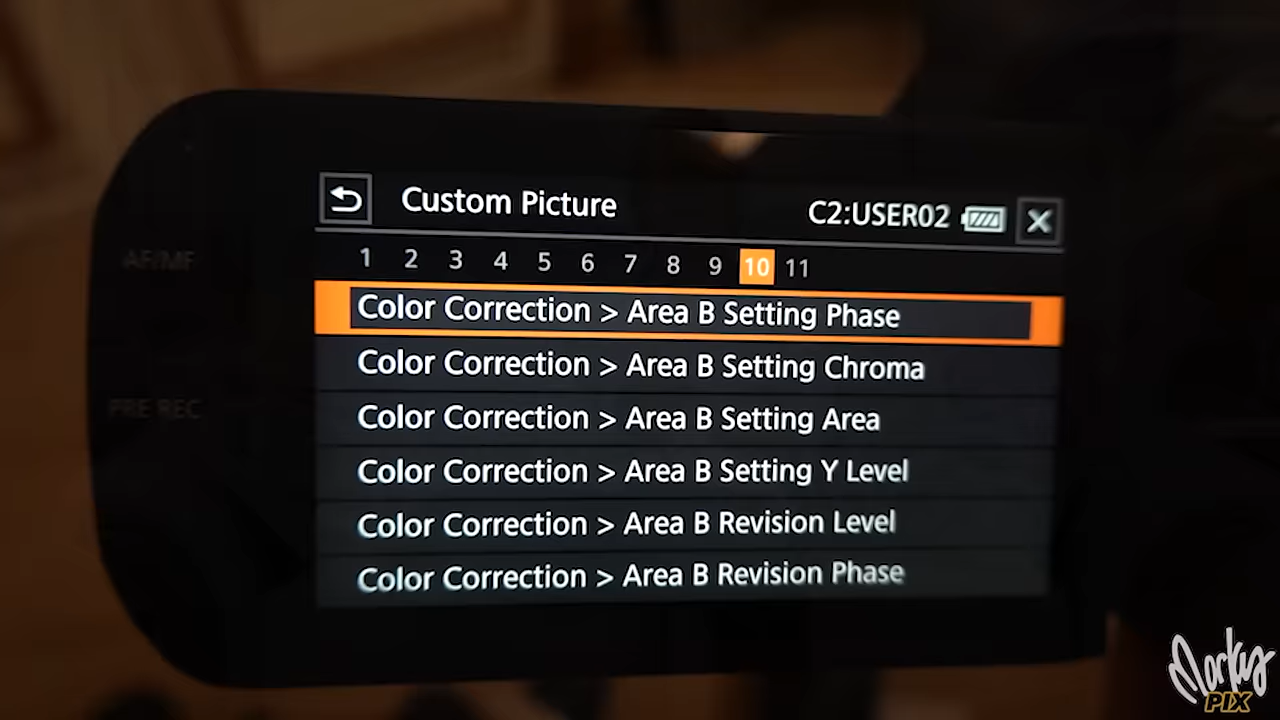 Custom Picture
C2:USER02
1 2 3 4 5 6 7 8 9 10 11
Color Correction > Area B Setting Phase
Color Correction > Area B Setting Chroma
Color Correction > Area B Setting Area
Color Correction > Area B Setting Y Level
Color Correction > Area B Revision Level
Color Correction > Area B Revision Phase
AF/MF
PRE REC
PIX